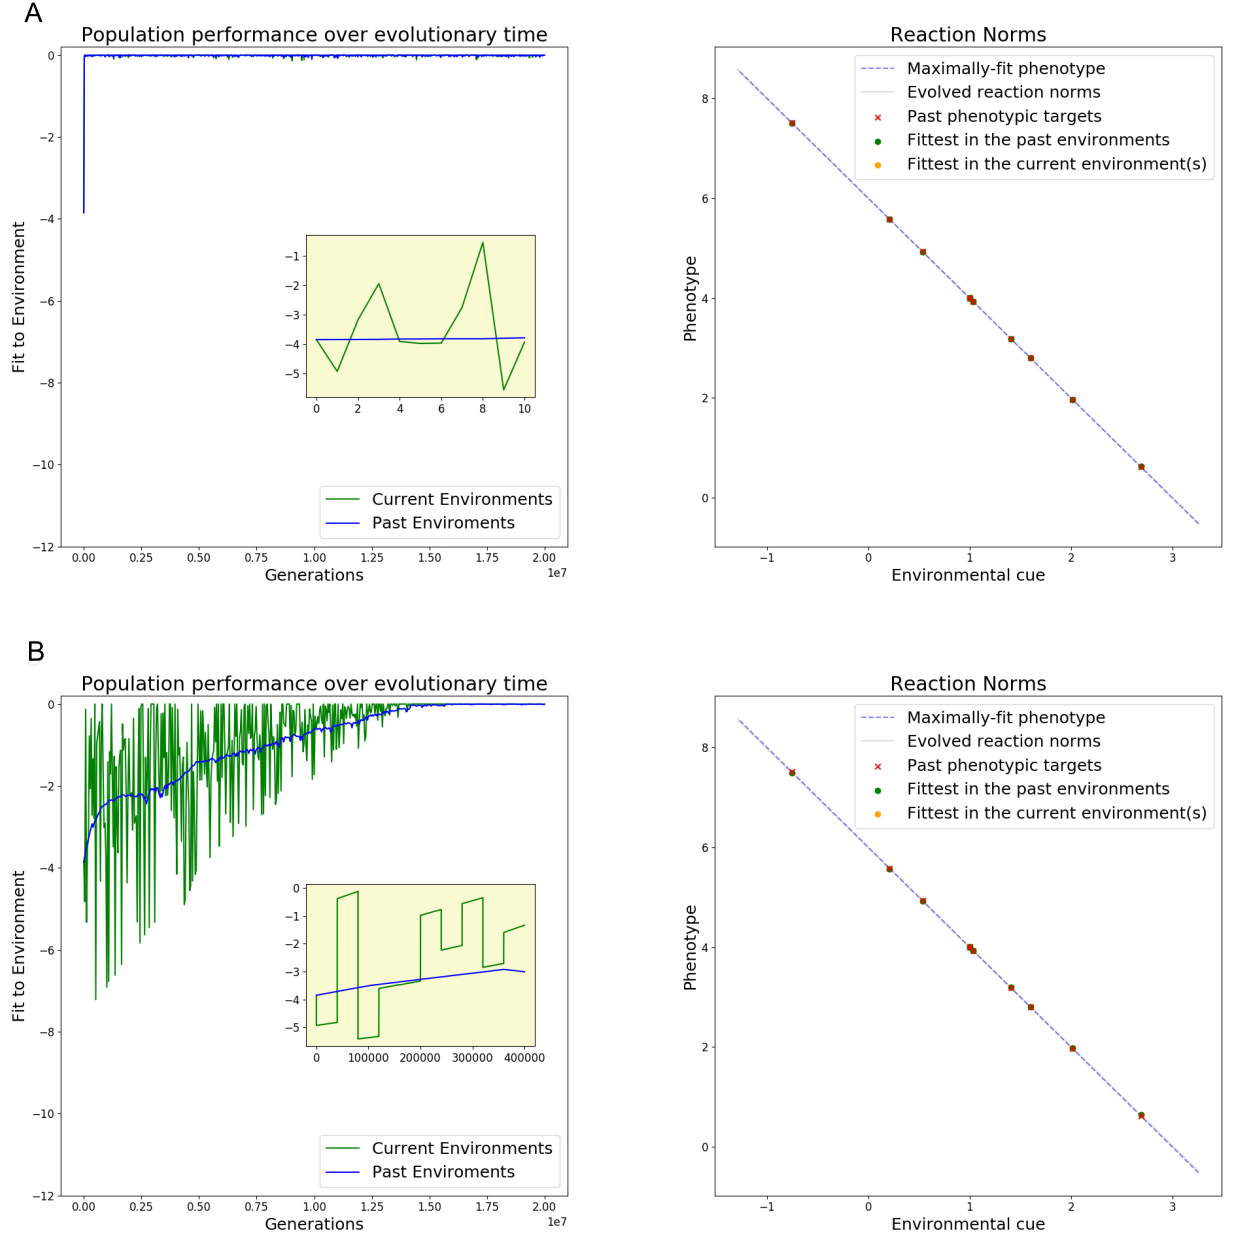 A
Population performance over evolutionary time
Fit to Environment
0
−2
−4
−6
−8
−10
−12
−1
−2
−3
−4
−5
0 2 4 6 8 10
Current Environments
Past Enviroments
0.00 0.25 0.50 0.75 1.00 1.25 1.50 1.75 2.00
1e7
Generations
Reaction Norms
Maximally-fit phenotype
Evolved reaction norms
Past phenotypic targets
Fittest in the past environments
Fittest in the current environment(s)
Phenotype
8
6
4
2
0
−1 0 1 2 3
Environmental cue
B
Population performance over evolutionary time
Fit to Environment
0
−2
−4
−6
−8
−10
−12
0
−1
−2
−3
−4
−5
0 100000 200000 300000 400000
Current Environments
Past Enviroments
0.00 0.25 0.50 0.75 1.00 1.25 1.50 1.75 2.00
1e7
Generations
Reaction Norms
Maximally-fit phenotype
Evolved reaction norms
Past phenotypic targets
Fittest in the past environments
Fittest in the current environment(s)
Phenotype
8
6
4
2
0
−1 0 1 2 3
Environmental cue